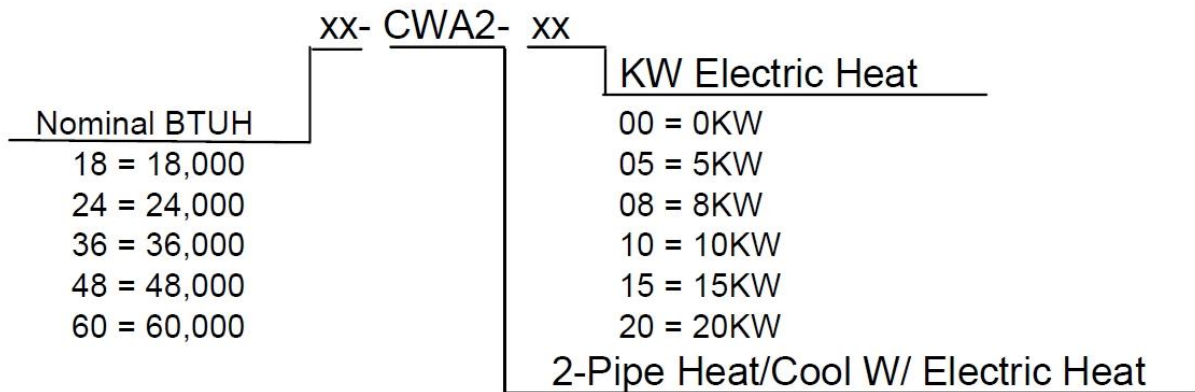 xx- CWA2- xx
KW Electric Heat
Nominal BTUH
00 = 0KW
18 = 18,000
05 = 5KW
24 = 24,000
08 = 8KW
36 = 36,000
10 = 10KW
48 = 48,000
15 = 15KW
60 = 60,000
20 = 20KW
2-Pipe Heat/Cool W/ Electric Heat